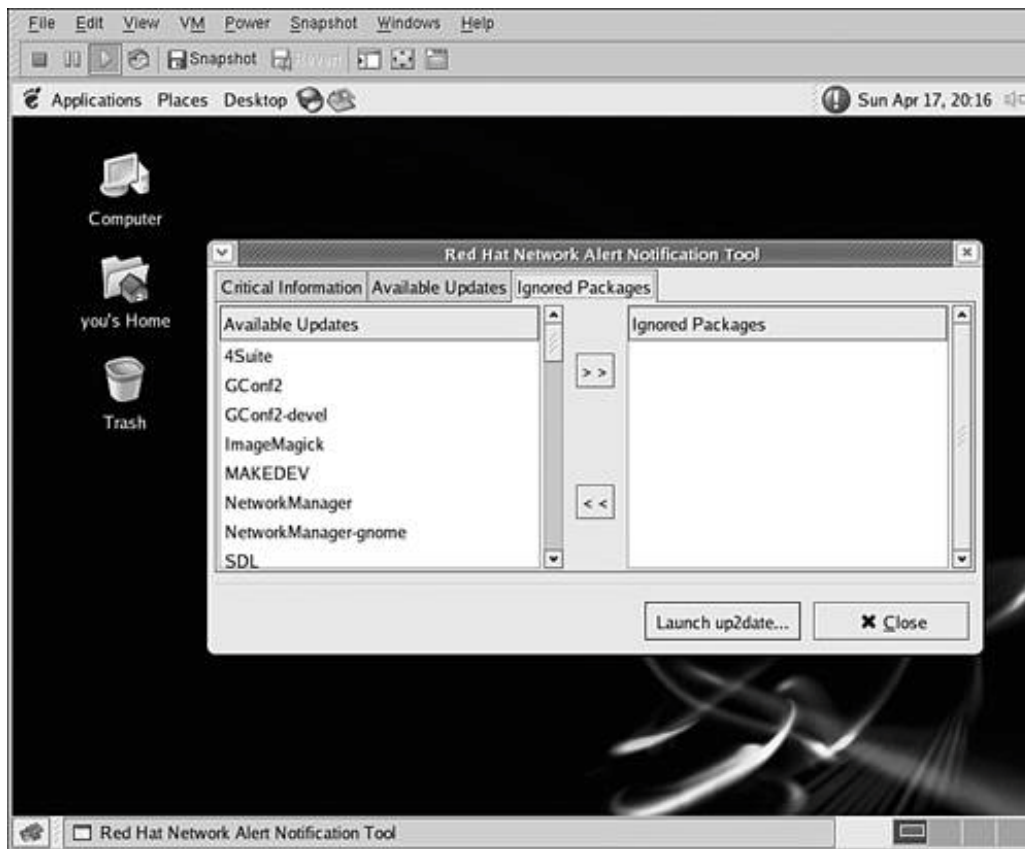 File Edit View VM Power Snapshot Windows Help
Snapshot
Applications Places Desktop Sun Apr 17, 20:16
Computer
you's Home
Trash
Red Hat Network Alert Notification Tool
Critical Information Available Updates Ignored Packages
Available Updates Ignored Packages
4Suite
GConf2
GConf2-devel
ImageMagick
MAKEDEV
NetworkManager
NetworkManager-gnome
SDL
> >
< <
Launch up2date... Close
Red Hat Network Alert Notification Tool